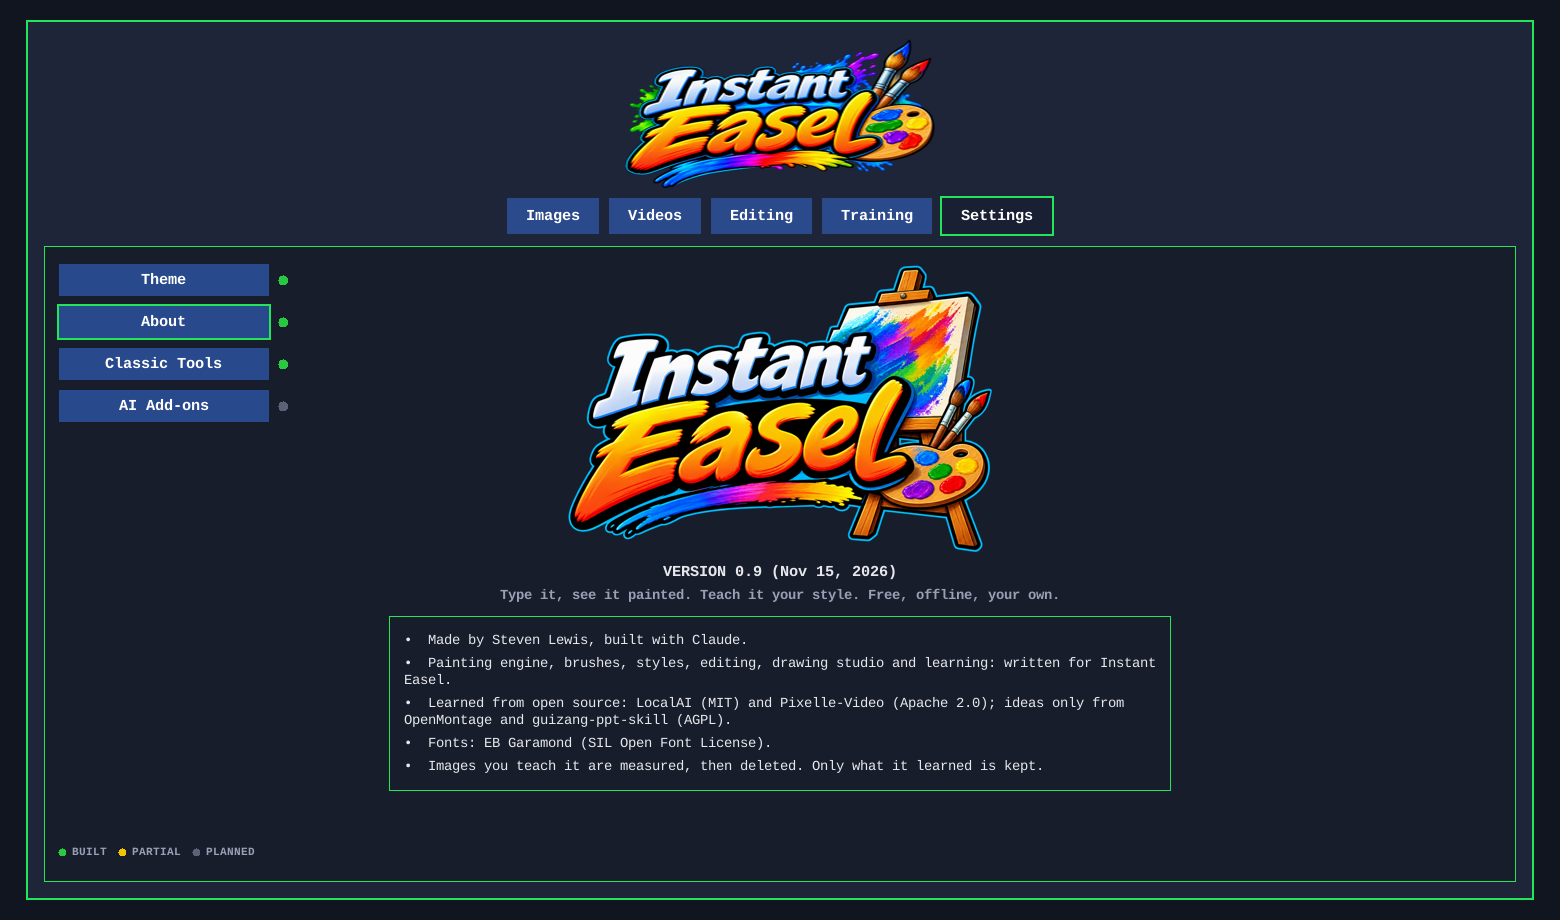 Instant
Easel
Images Videos Editing Training Settings
Theme
About
Classic Tools
AI Add-ons
Instant
Easel
VERSION 0.9 (Nov 15, 2026)
Type it, see it painted. Teach it your style. Free, offline, your own.
• Made by Steven Lewis, built with Claude.
• Painting engine, brushes, styles, editing, drawing studio and learning: written for Instant
Easel.
• Learned from open source: LocalAI (MIT) and Pixelle-Video (Apache 2.0); ideas only from
OpenMontage and guizang-ppt-skill (AGPL).
• Fonts: EB Garamond (SIL Open Font License).
• Images you teach it are measured, then deleted. Only what it learned is kept.
BUILT PARTIAL PLANNED